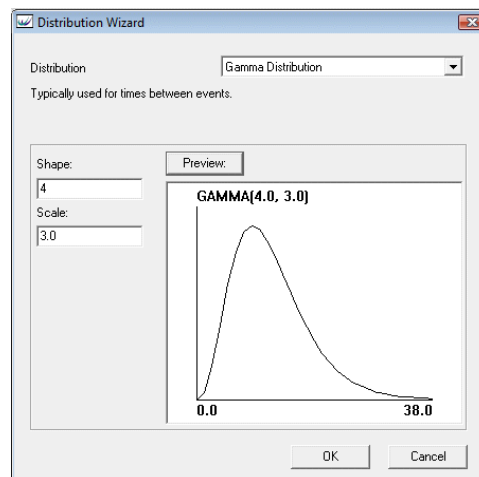 Distribution Wizard
Distribution
Gamma Distribution
Typically used for times between events.
Shape:
4
Scale:
3.0
Preview:
GAMMA(4.0, 3.0)
0.0
38.0
OK
Cancel